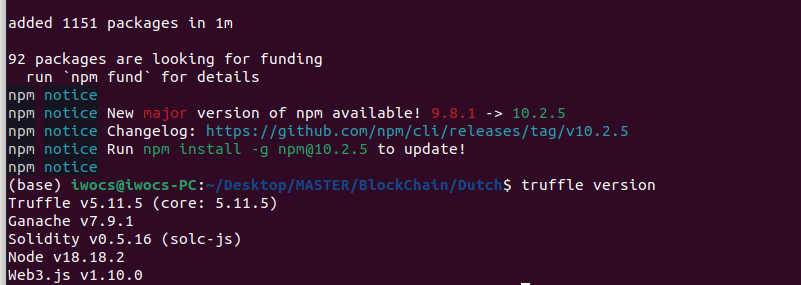 added 1151 packages in 1m
92 packages are looking for funding
run `npm fund` for details
npm notice
npm notice New major version of npm available! 9.8.1 -> 10.2.5
npm notice Changelog: https://github.com/npm/cli/releases/tag/v10.2.5
npm notice Run npm install -g npm@10.2.5 to update!
npm notice
(base) iwocs@iwocs-PC:~/Desktop/MASTER/BlockChain/Dutch$ truffle version
Truffle v5.11.5 (core: 5.11.5)
Ganache v7.9.1
Solidity v0.5.16 (solc-js)
Node v18.18.2
Web3.js v1.10.0